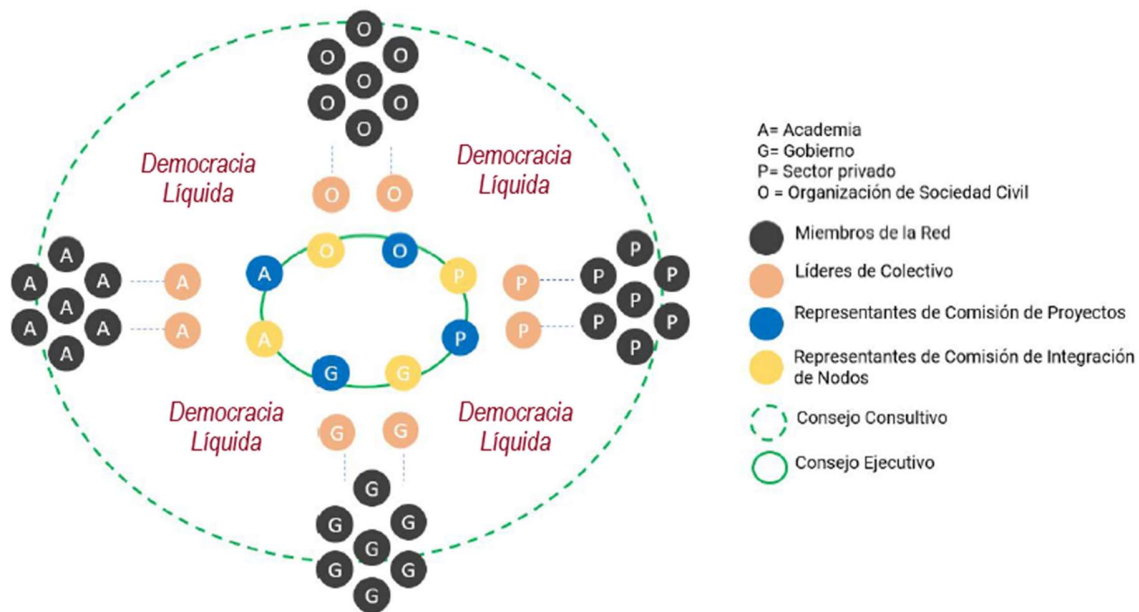 O
O O
O
O O
O
Democracia
Líquida
Democracia
Líquida
O O
A
A A
A
A A
A
A
A
A
O
O
P
A
P
G
G
P
P
P
P P
P
P P
P
Democracia
Líquida
Democracia
Líquida
G G
G
G G
G
G G
G
A= Academia
G= Gobierno
P= Sector privado
O = Organización de Sociedad Civil
Miembros de la Red
Líderes de Colectivo
Representantes de Comisión de Proyectos
Representantes de Comisión de Integración
de Nodos
Consejo Consultivo
Consejo Ejecutivo